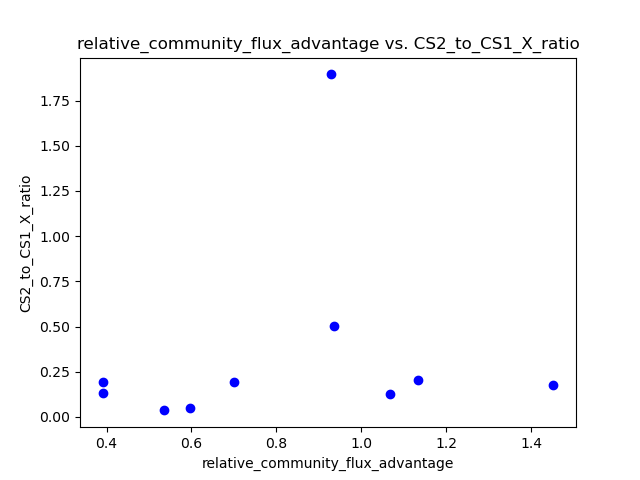 relative_community_flux_advantage vs. CS2_to_CS1_X_ratio
1.75
1.50
1.25
1.00
0.75
0.50
0.25
0.00
CS2_to_CS1_X_ratio
0.4 0.6 0.8 1.0 1.2 1.4
relative_community_flux_advantage